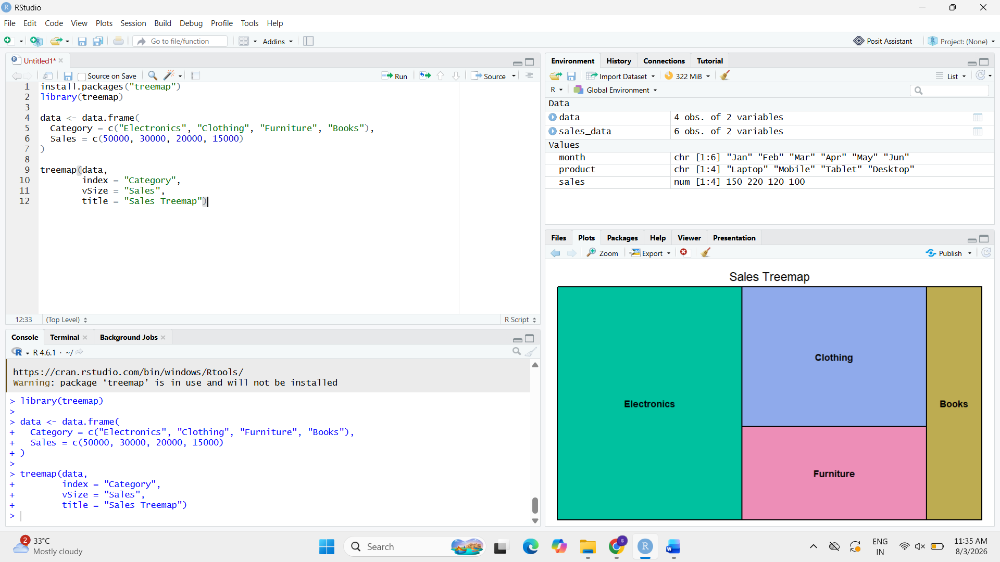 RStudio
File Edit Code View Plots Session Build Debug Profile Tools Help
Go to file/function Addins Posit Assistant Project: (None)
Untitled1*
Source on Save Run Source
1 install.packages("treemap")
2 library(treemap)
3
4 data <- data.frame(
5 Category = c("Electronics", "Clothing", "Furniture", "Books"),
6 Sales = c(50000, 30000, 20000, 15000)
7 )
8
9 treemap(data,
10 index = "Category",
11 vSize = "Sales",
12 title = "Sales Treemap")
12:33 (Top Level) R Script
Console Terminal Background Jobs
R 4.6.1 · ~/
https://cran.rstudio.com/bin/windows/Rtools/
Warning: package ‘treemap’ is in use and will not be installed
> library(treemap)
>
> data <- data.frame(
+ Category = c("Electronics", "Clothing", "Furniture", "Books"),
+ Sales = c(50000, 30000, 20000, 15000)
+ )
>
> treemap(data,
+ index = "Category",
+ vSize = "Sales",
+ title = "Sales Treemap")
>
Environment History Connections Tutorial
Import Dataset 322 MiB List
R Global Environment
Data
data 4 obs. of 2 variables
sales_data 6 obs. of 2 variables
Values
month chr [1:6] "Jan" "Feb" "Mar" "Apr" "May" "Jun"
product chr [1:4] "Laptop" "Mobile" "Tablet" "Desktop"
sales num [1:4] 150 220 120 100
Files Plots Packages Help Viewer Presentation
Zoom Export Publish
Sales Treemap
Clothing
Electronics
Books
Furniture
2
33°C
Mostly cloudy
Search
ENG
IN
11:35 AM
8/3/2026